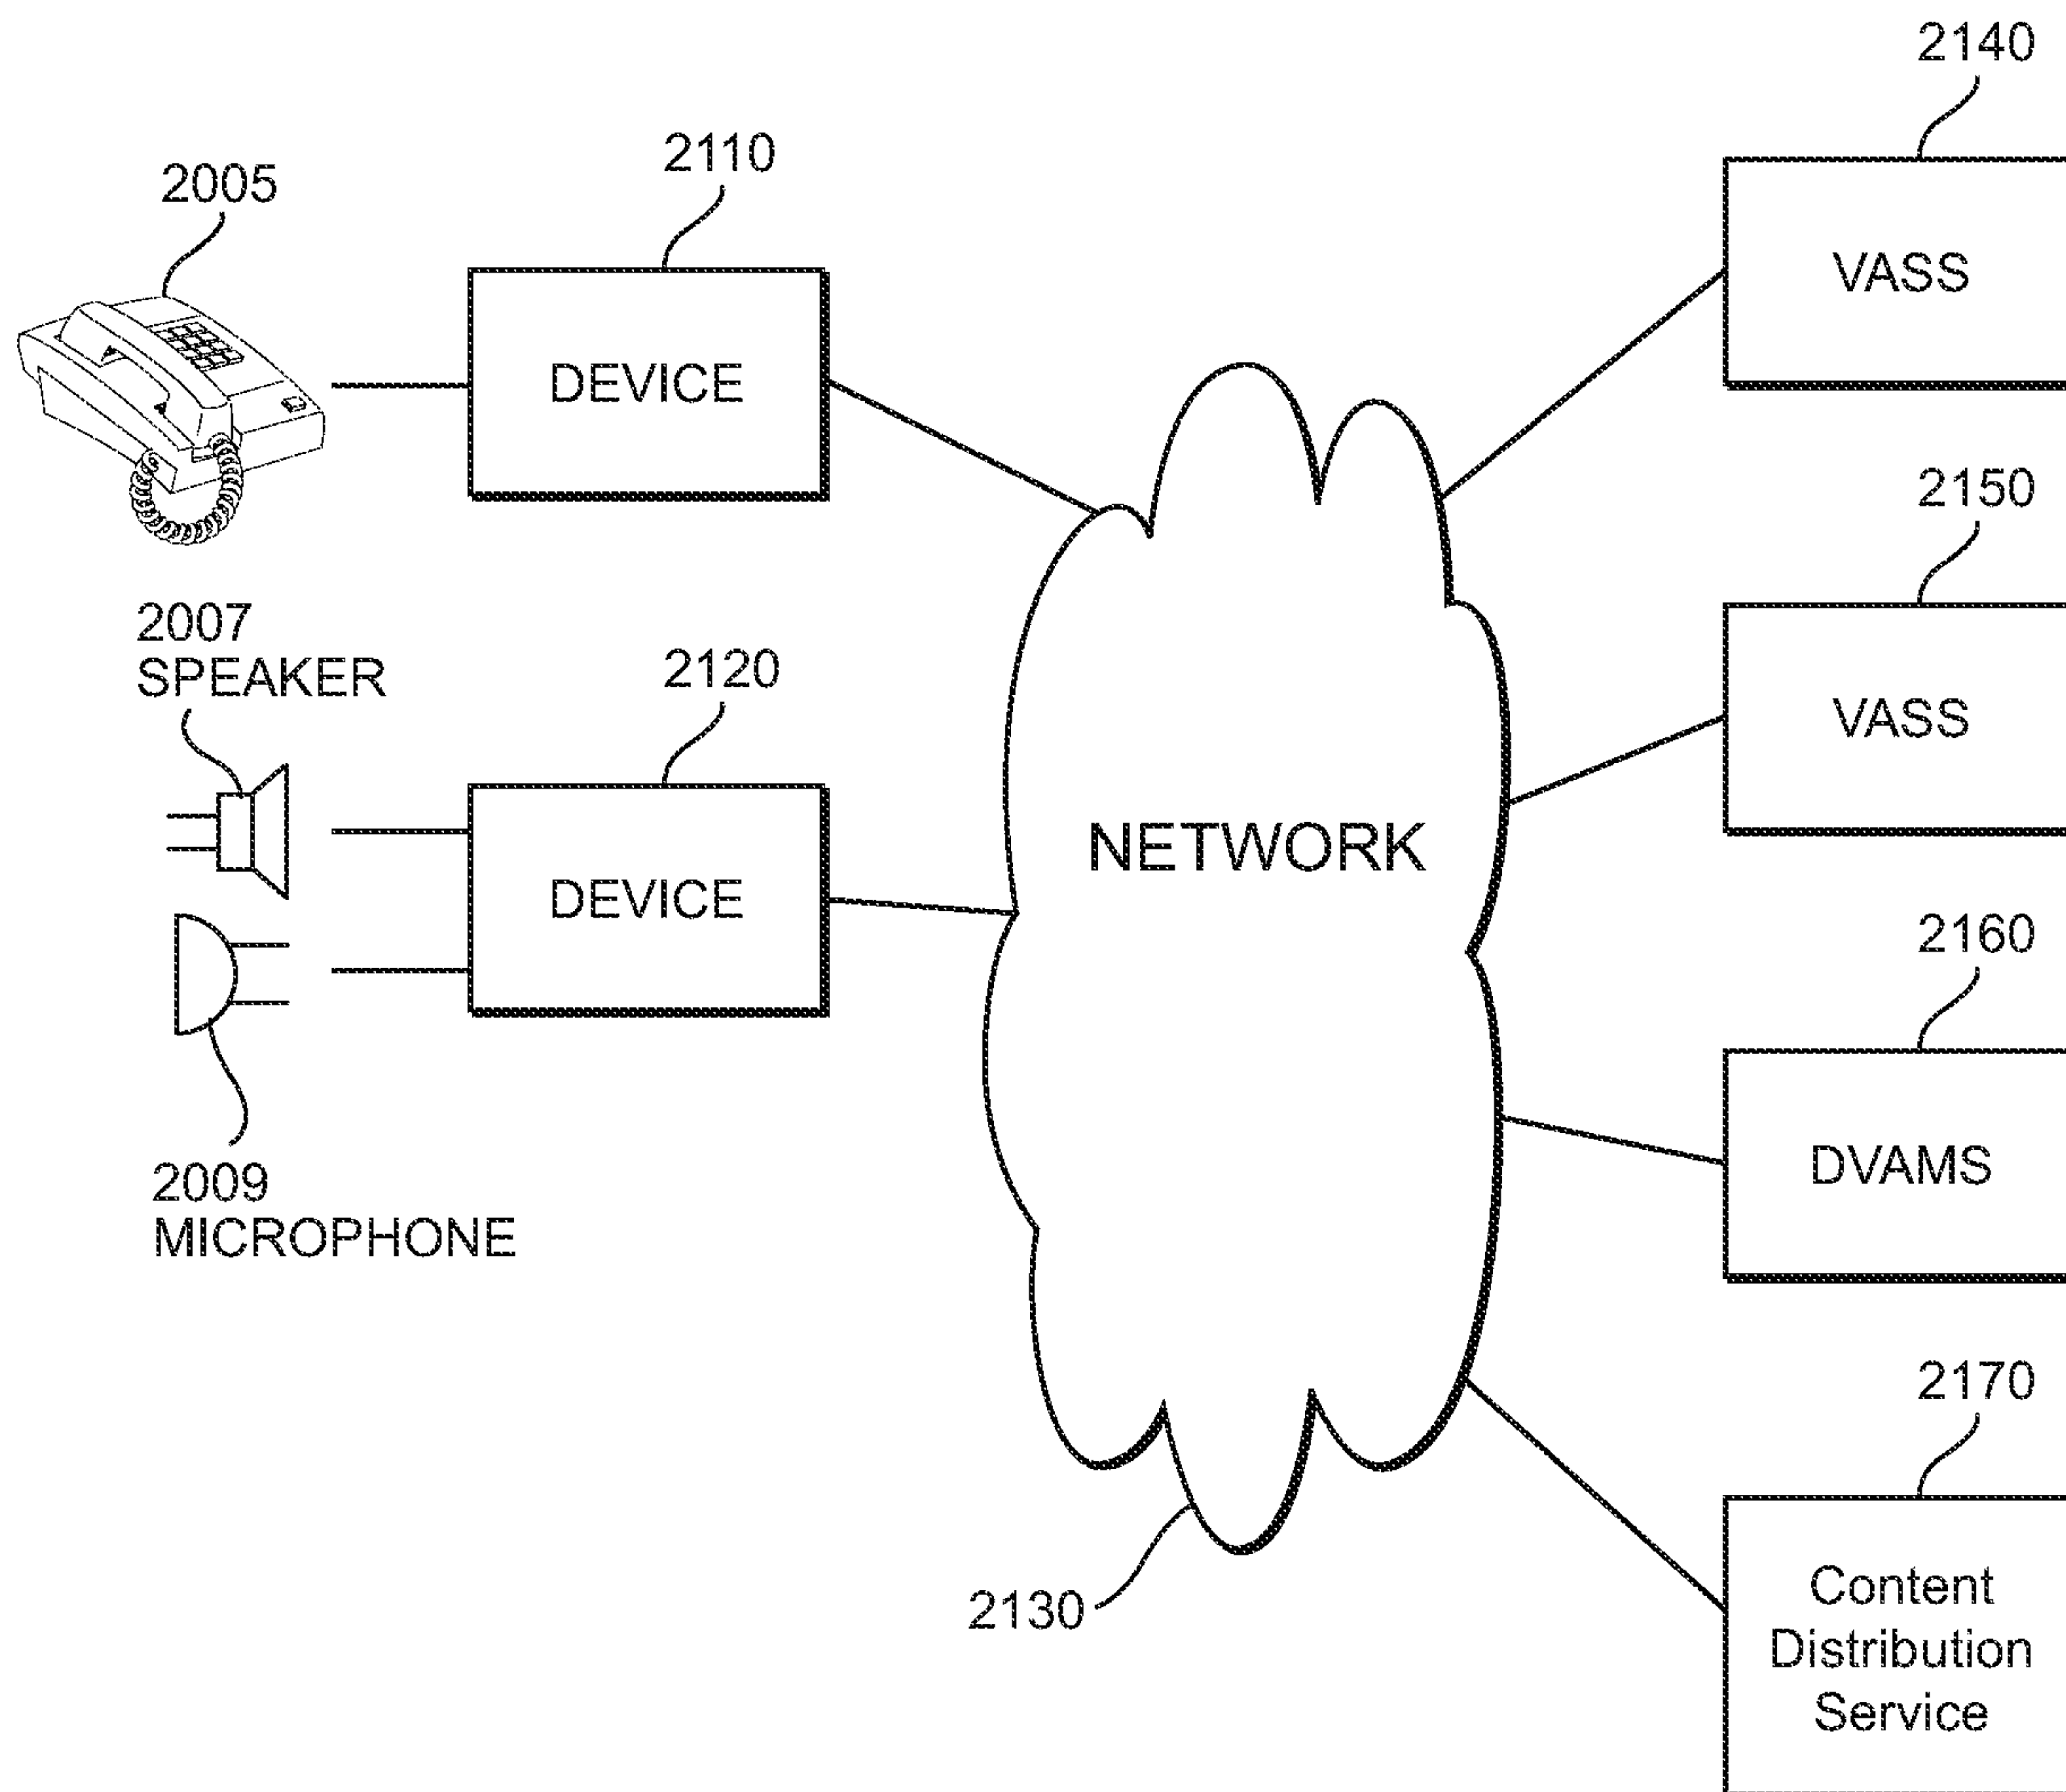 2140
2110
2005
VASS
DEVICE
2150
2007
SPEAKER
2120
VASS
NETWORK
DEVICE
2160
2009
MICROPHONE
DVAMS
2170
2130
Content
Distribution
Service